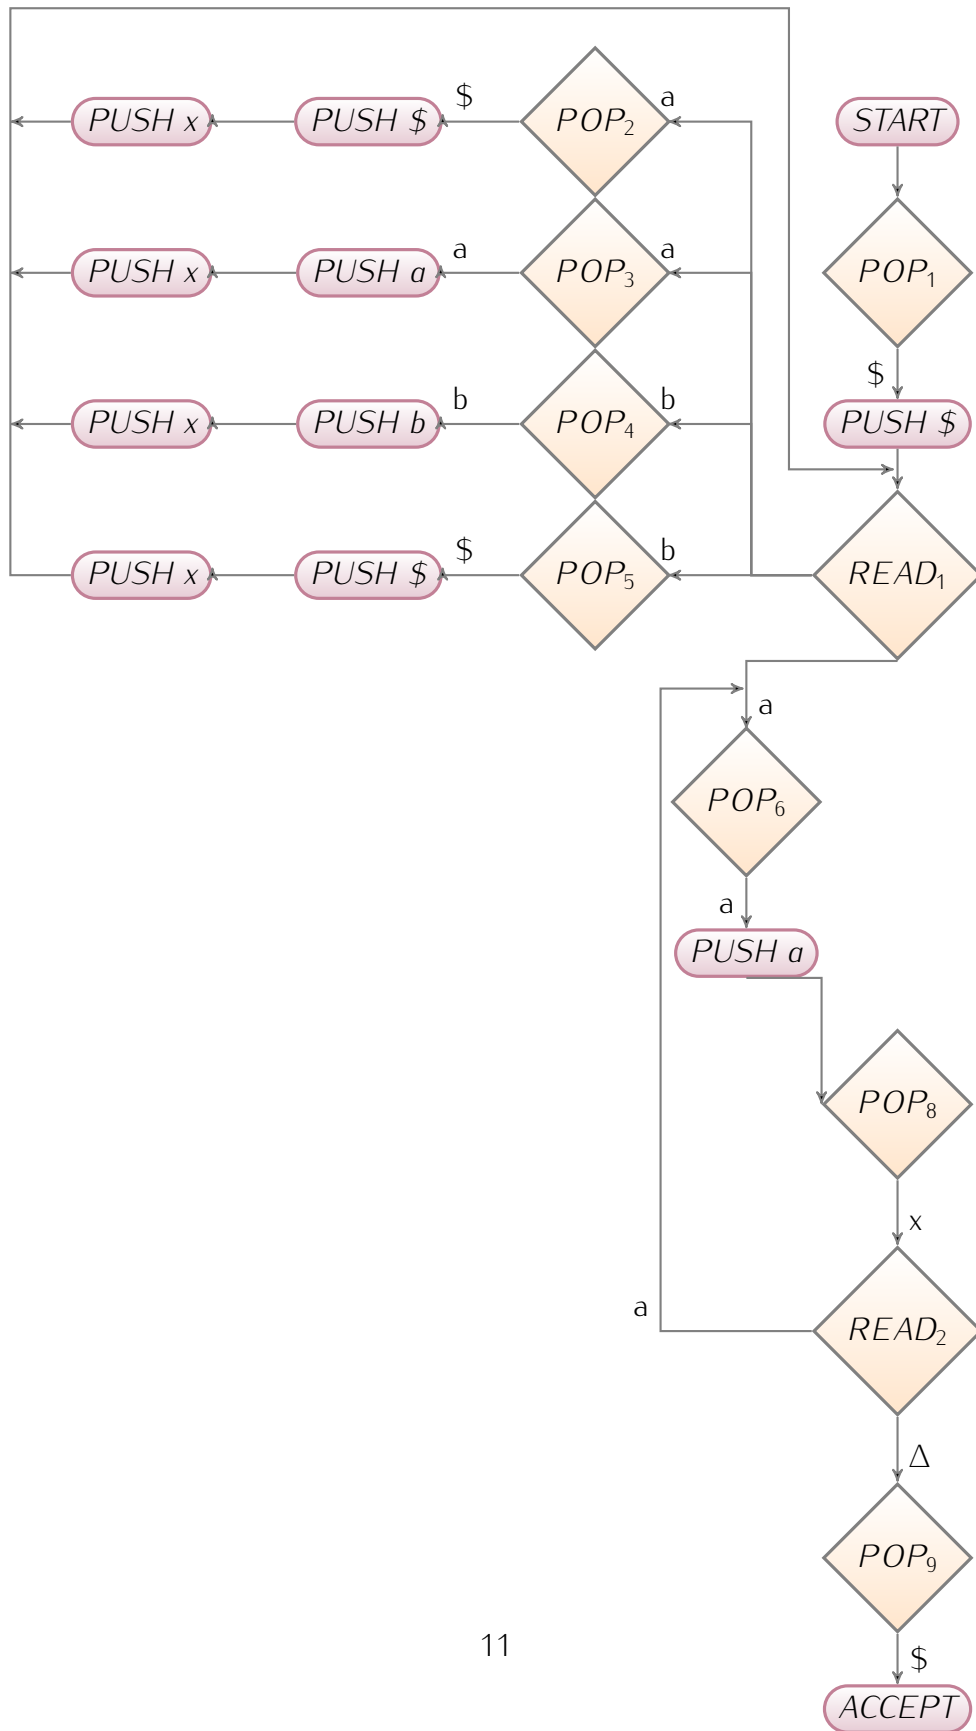 $ a
PUSH x PUSH $ POP₂ START
a a
PUSH x PUSH a POP₃ POP₁
$
b b
PUSH x PUSH b POP₄ PUSH $
$ b
PUSH x PUSH $ POP₅ READ₁
a
POP₆
a
PUSH a
POP₈
x
a
READ₂
Δ
POP₉
11
$
ACCEPT